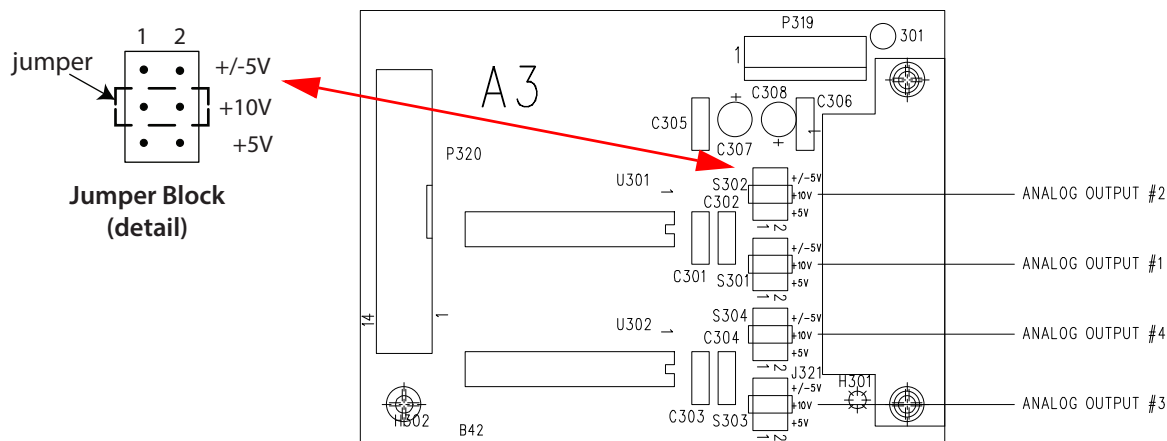 1 2
jumper
+/-5V
+10V
+5V
Jumper Block
(detail)
A3
P319
1
301
C308
C306
C305
C307
1
P320
U301
1
S302
C302
+/-5V
+10V
+5V
1 2
ANALOG OUTPUT #2
C301
S301
+/-5V
+10V
+5V
1 2
ANALOG OUTPUT #1
14
1
U302
1
S304
C304
+/-5V
+10V
+5V
1 2
ANALOG OUTPUT #4
J321
H301
C303
S303
+/-5V
+10V
+5V
1 2
ANALOG OUTPUT #3
H302
B42